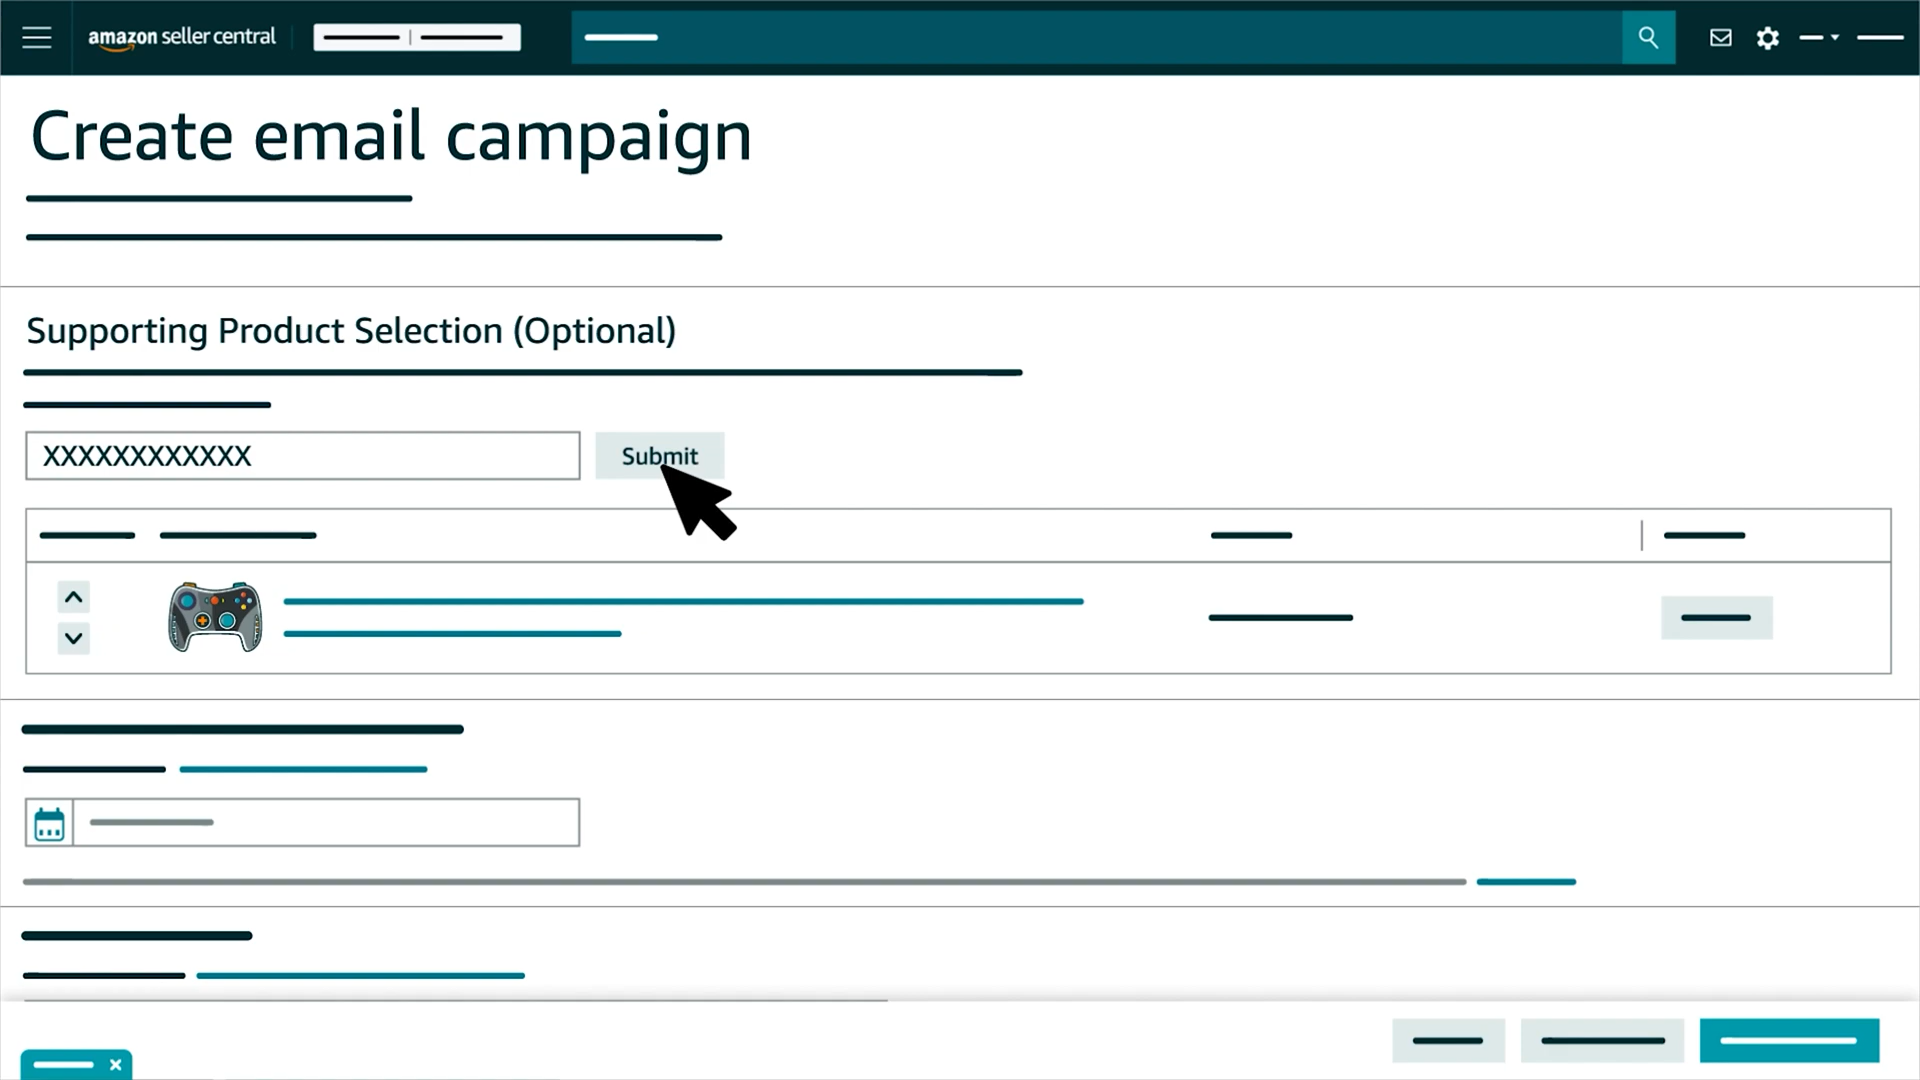 amazon seller central
Create email campaign
Supporting Product Selection (Optional)
XXXXXXXXXXXX
Submit